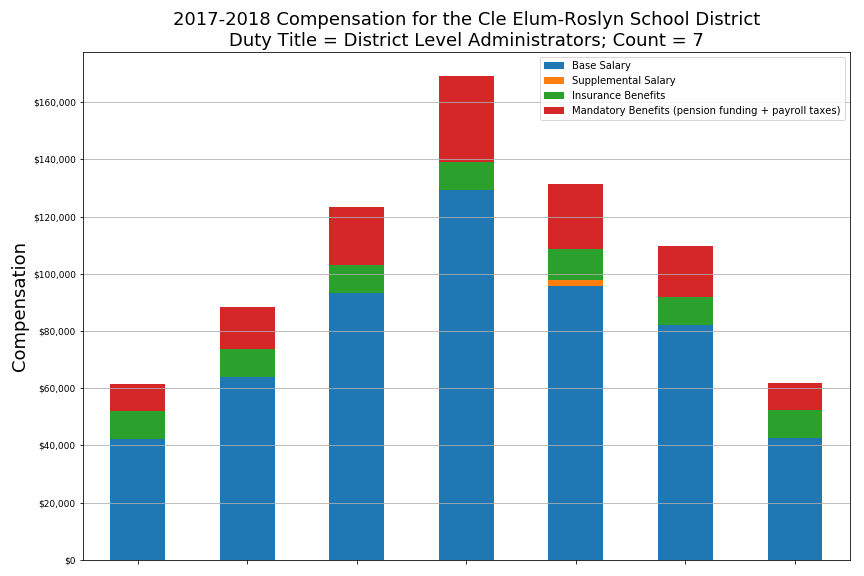 2017-2018 Compensation for the Cle Elum-Roslyn School District
Duty Title = District Level Administrators; Count = 7
Base Salary
Supplemental Salary
Insurance Benefits
Mandatory Benefits (pension funding + payroll taxes)
Compensation
$160,000
$140,000
$120,000
$100,000
$80,000
$60,000
$40,000
$20,000
$0